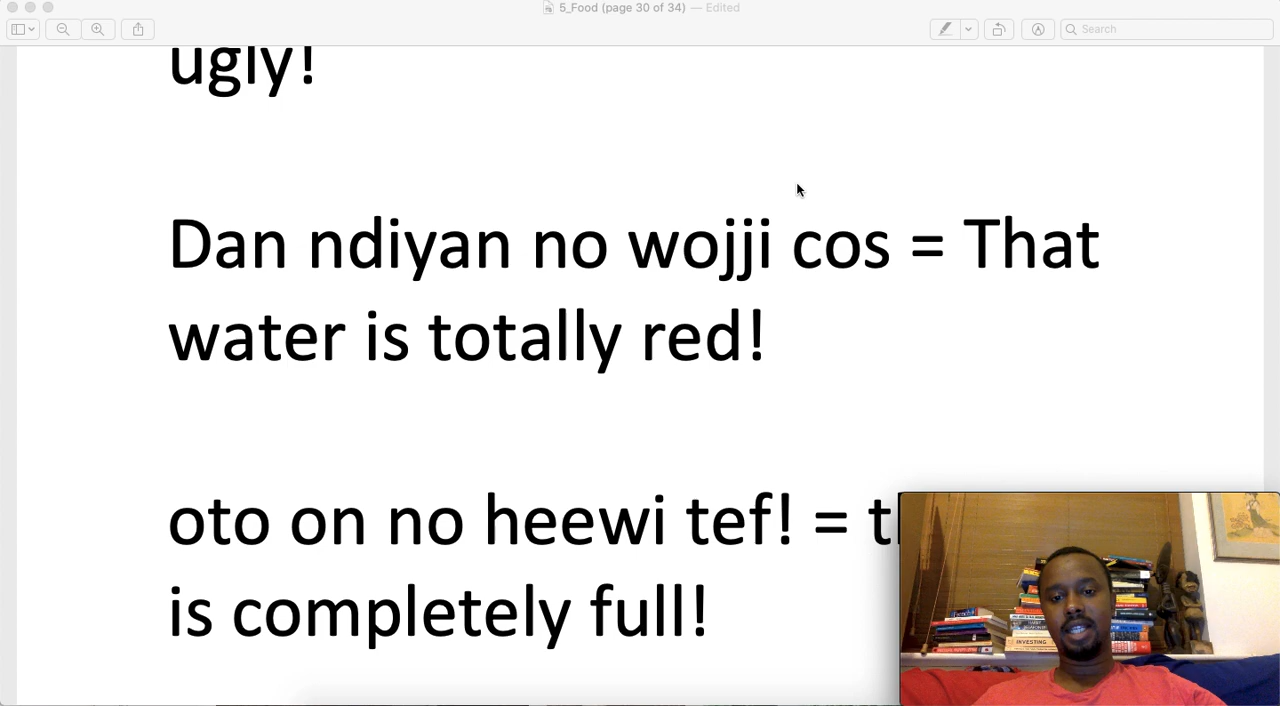 5_Food (page 30 of 34) — Edited
Search
ugly!
Dan ndiyan no wojji cos = That
water is totally red!
oto on no heewi tef! =
is completely full!
INVESTING